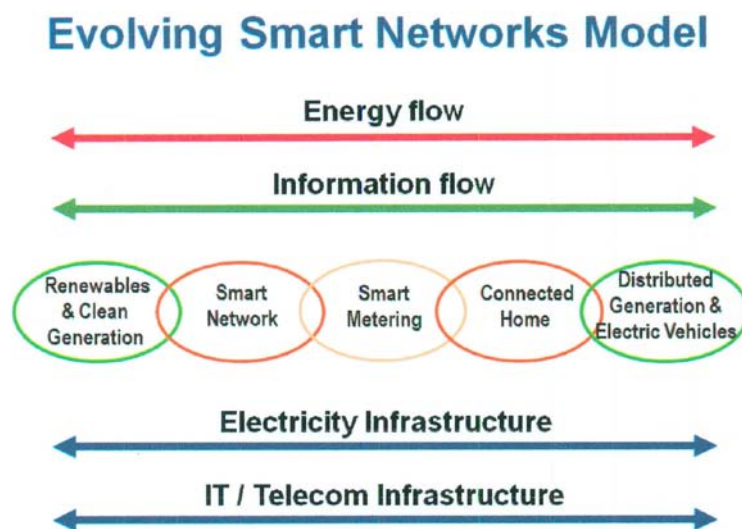 Evolving Smart Networks Model
Energy flow
Information flow
Renewables
& Clean
Generation
Smart
Network
Smart
Metering
Connected
Home
Distributed
Generation &
Electric Vehicles
Electricity Infrastructure
IT / Telecom Infrastructure